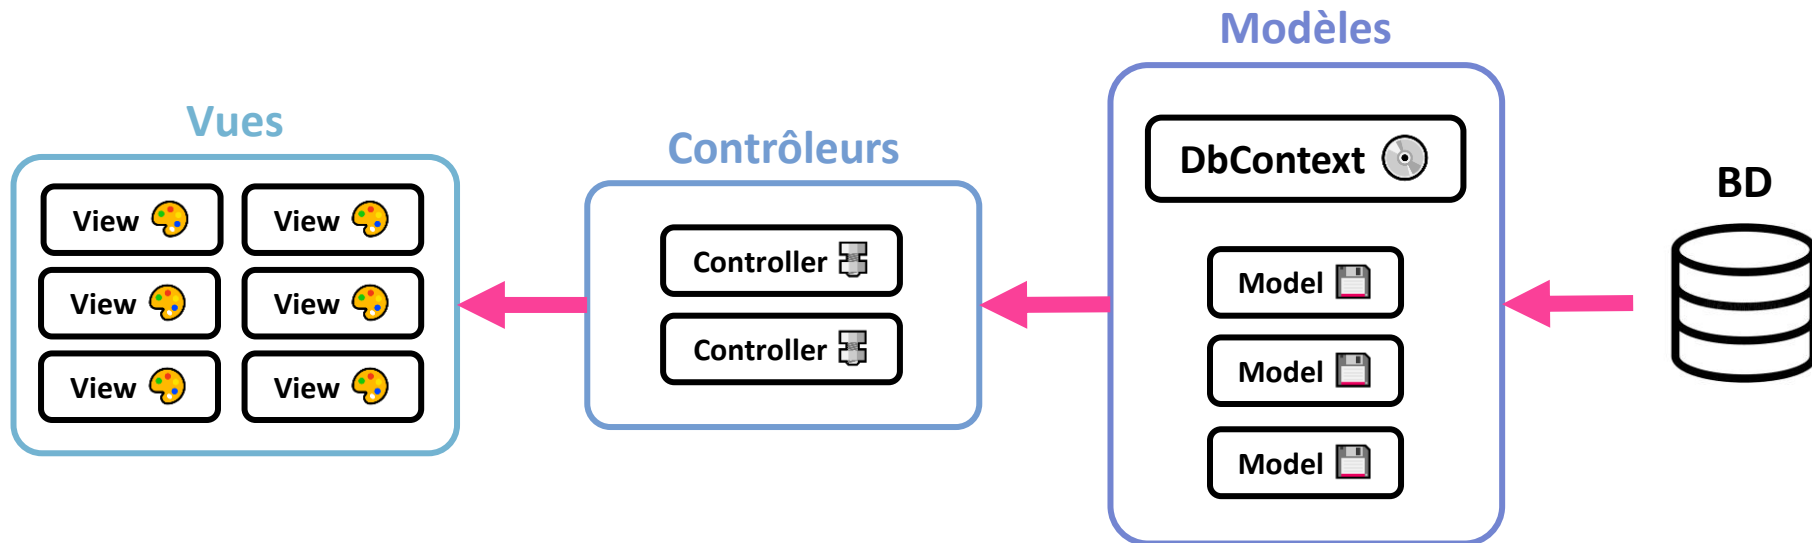 Vues
View
View
View
View
View
View
Contrôleurs
Controller
Controller
Modèles
DbContext
Model
Model
Model
BD